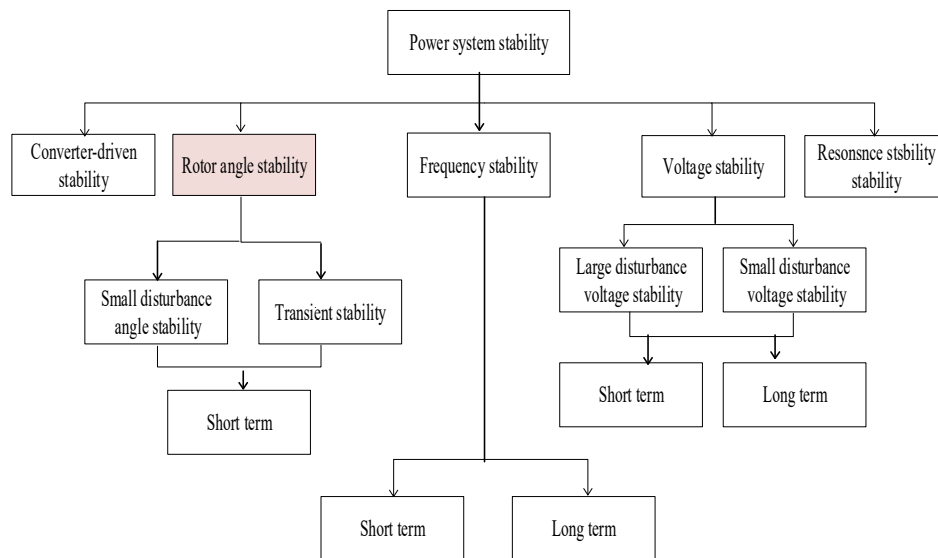 Power system stability
Converter-driven
stability
Rotor angle stability
Frequency stability
Voltage stability
Resonsnce stsbility
stability
Small disturbance
angle stability
Transient stability
Large disturbance
voltage stability
Small disturbance
voltage stability
Short term
Short term
Long term
Short term
Long term